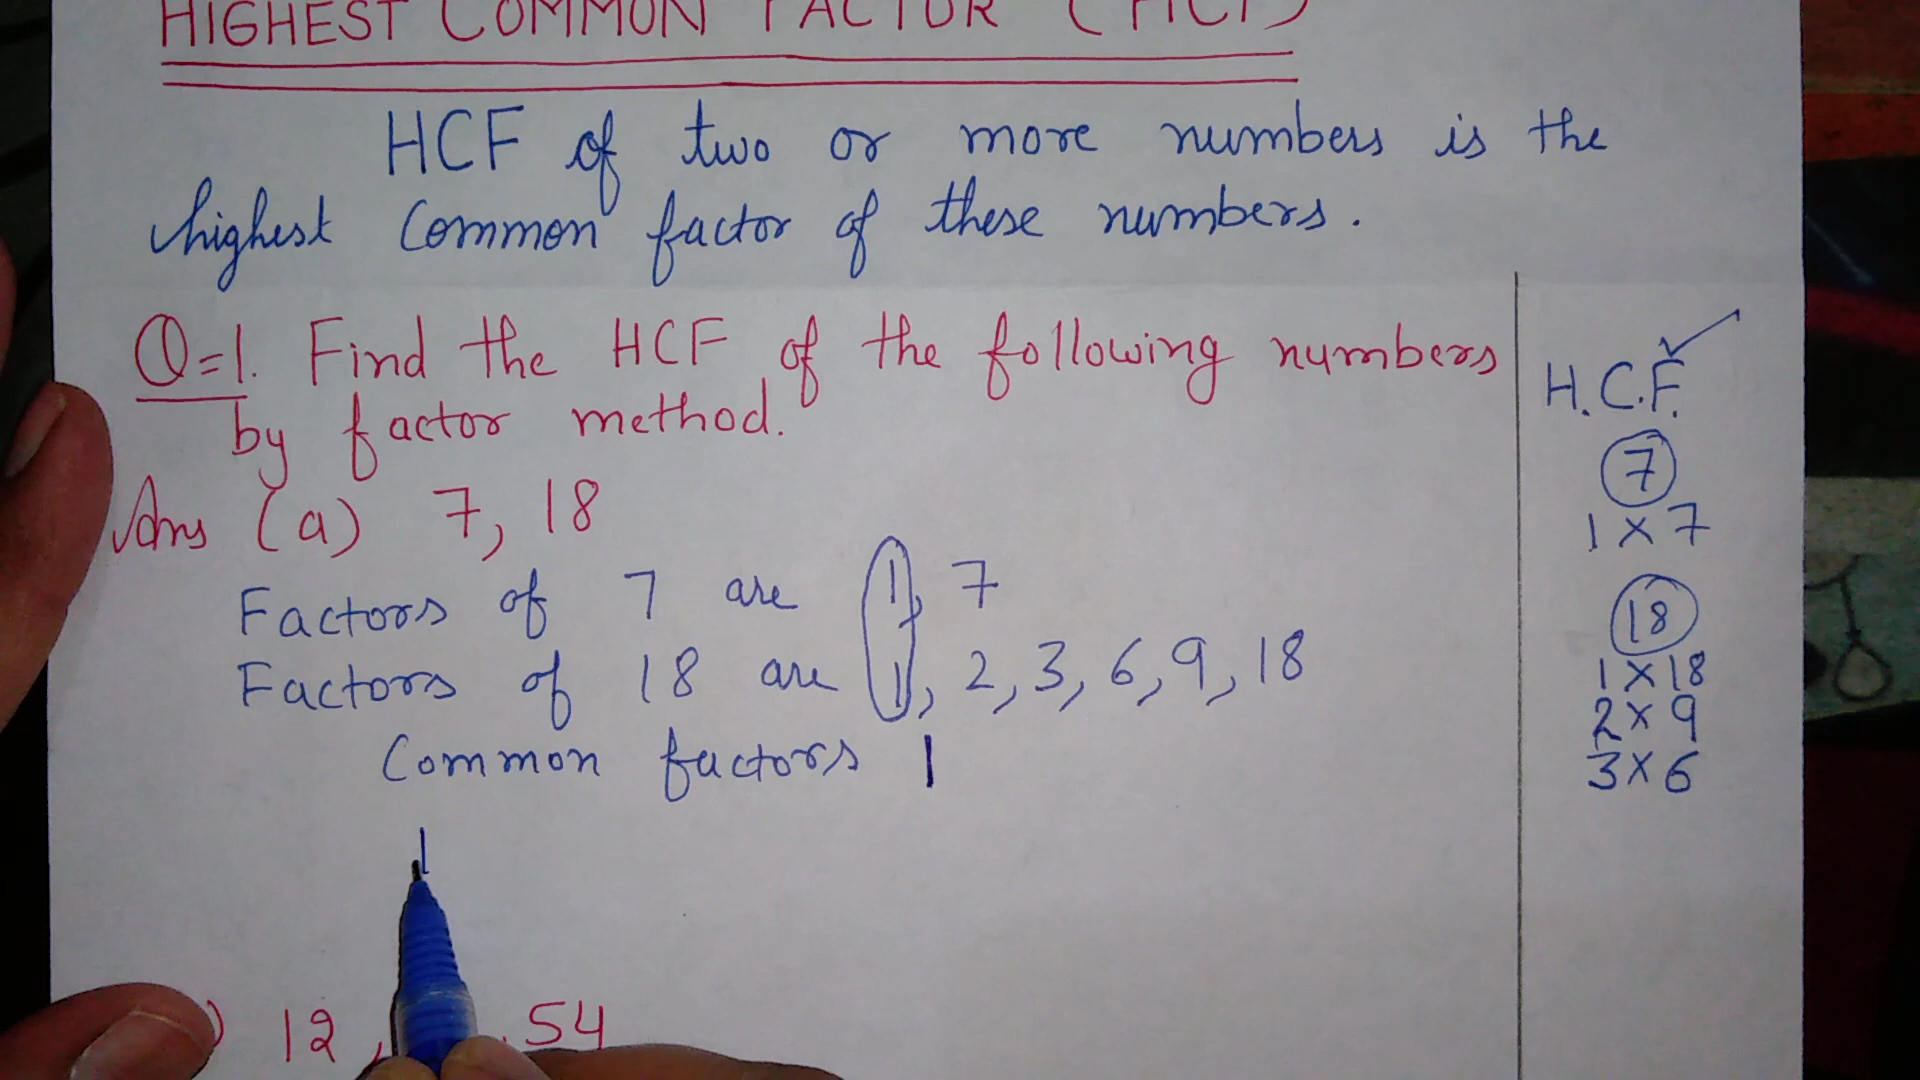 HIGHEST COMMON FACTOR (HCF)
HCF of two or more numbers is the
highest Common factor of these numbers.
Q=1. Find the HCF of the following numbers
by factor method.
Ans (a) 7, 18
Factors of 7 are 1, 7
Factors of 18 are 1, 2, 3, 6, 9, 18
Common factors 1
) 12, , 54
H.C.F.
7
1 × 7
18
1 × 18
2 × 9
3 × 6